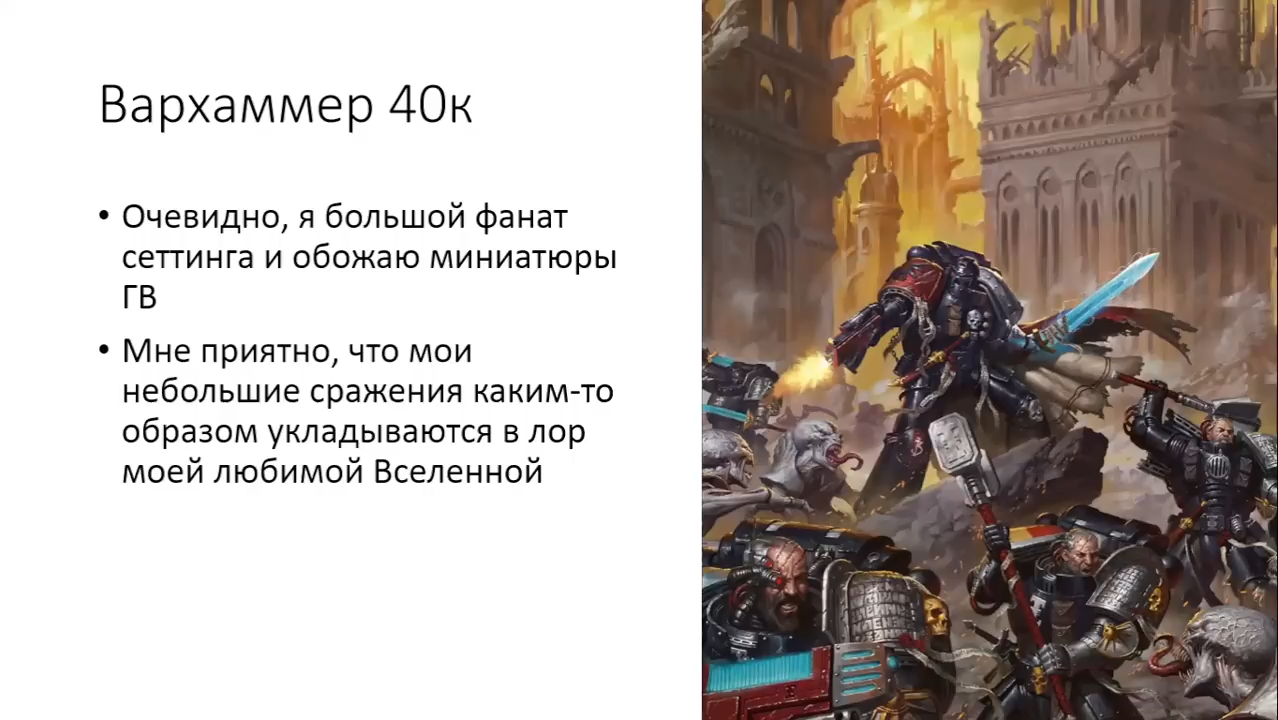 Вархаммер 40к
• Очевидно, я большой фанат
сеттинга и обожаю миниатюры
ГВ
• Мне приятно, что мои
небольшие сражения каким-то
образом укладываются в лор
моей любимой Вселенной